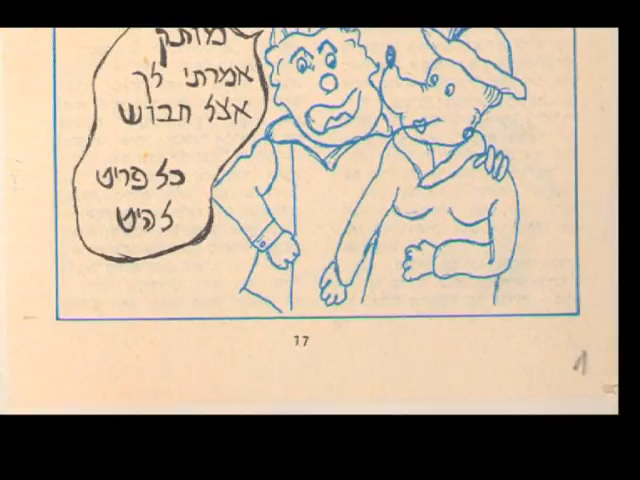 מותק
אמרתי לך
אצל חבוש
כל פריט
להיט
17
1